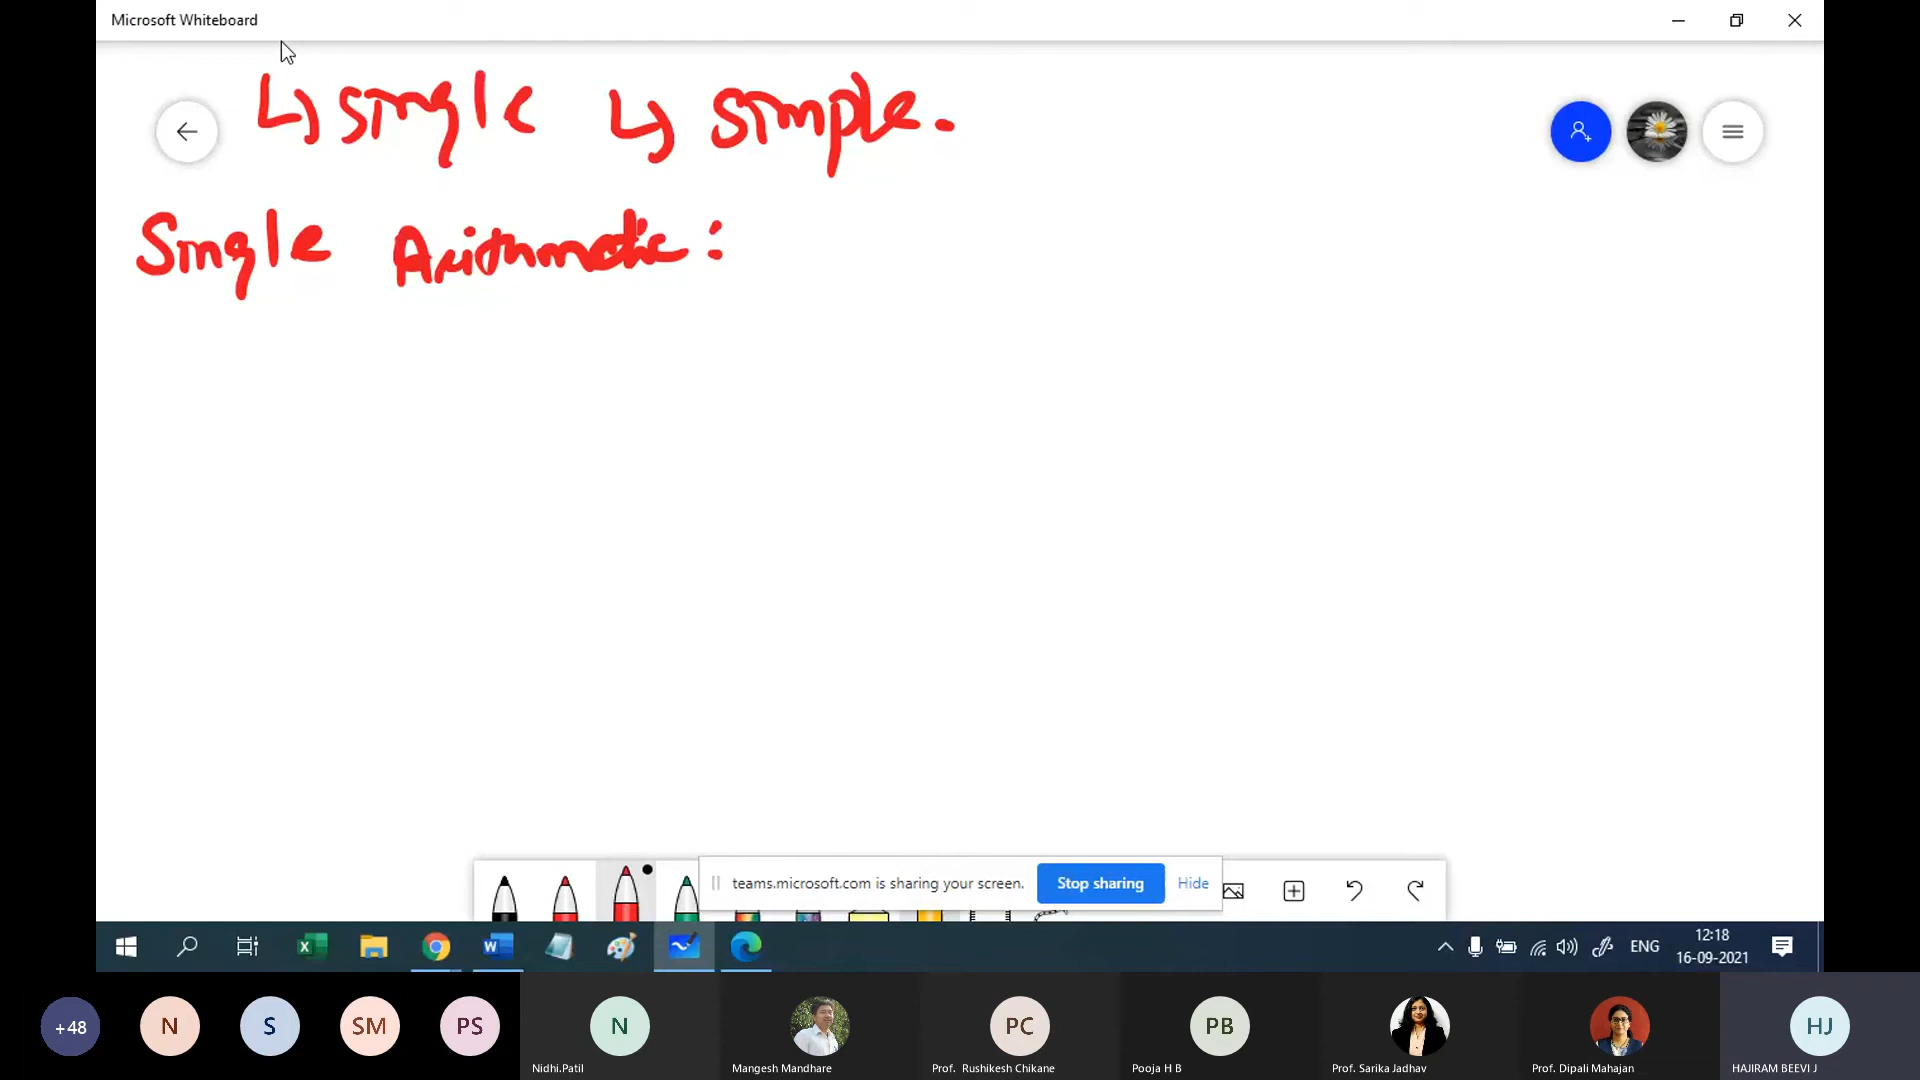 Microsoft Whiteboard
↳ single ↳ simple.
Single Arithmetic :
teams.microsoft.com is sharing your screen. Stop sharing Hide
ENG
12:18
16-09-2021
+48 N S SM PS N PC PB HJ
Nidhi.Patil Mangesh Mandhare Prof. Rushikesh Chikane Pooja H B Prof. Sarika Jadhav Prof. Dipali Mahajan HAJIRAM BEEVI J